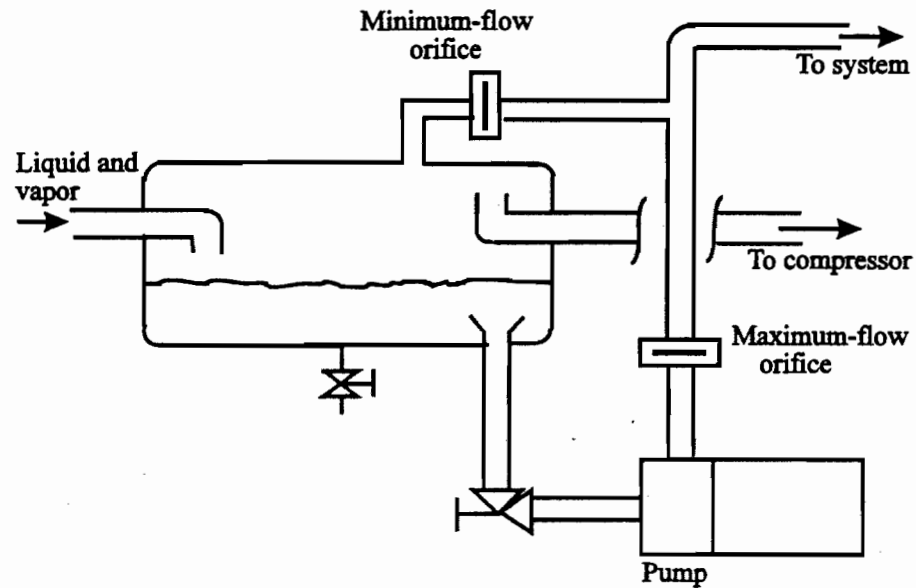 Minimum-flow
orifice
To system
Liquid and
vapor
To compressor
Maximum-flow
orifice
Pump